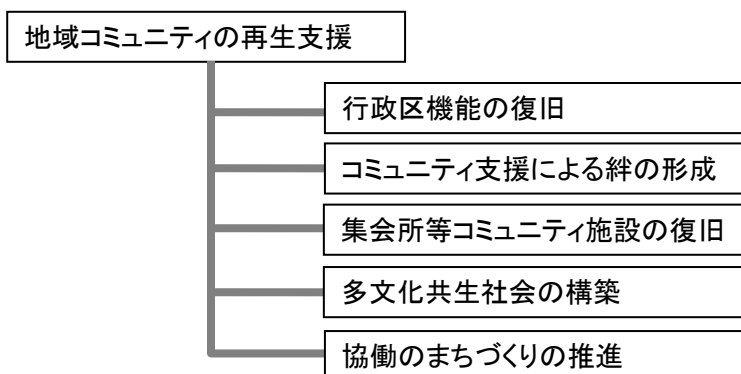 地域コミュニティの再生支援
行政区機能の復旧
コミュニティ支援による絆の形成
集会所等コミュニティ施設の復旧
多文化共生社会の構築
協働のまちづくりの推進